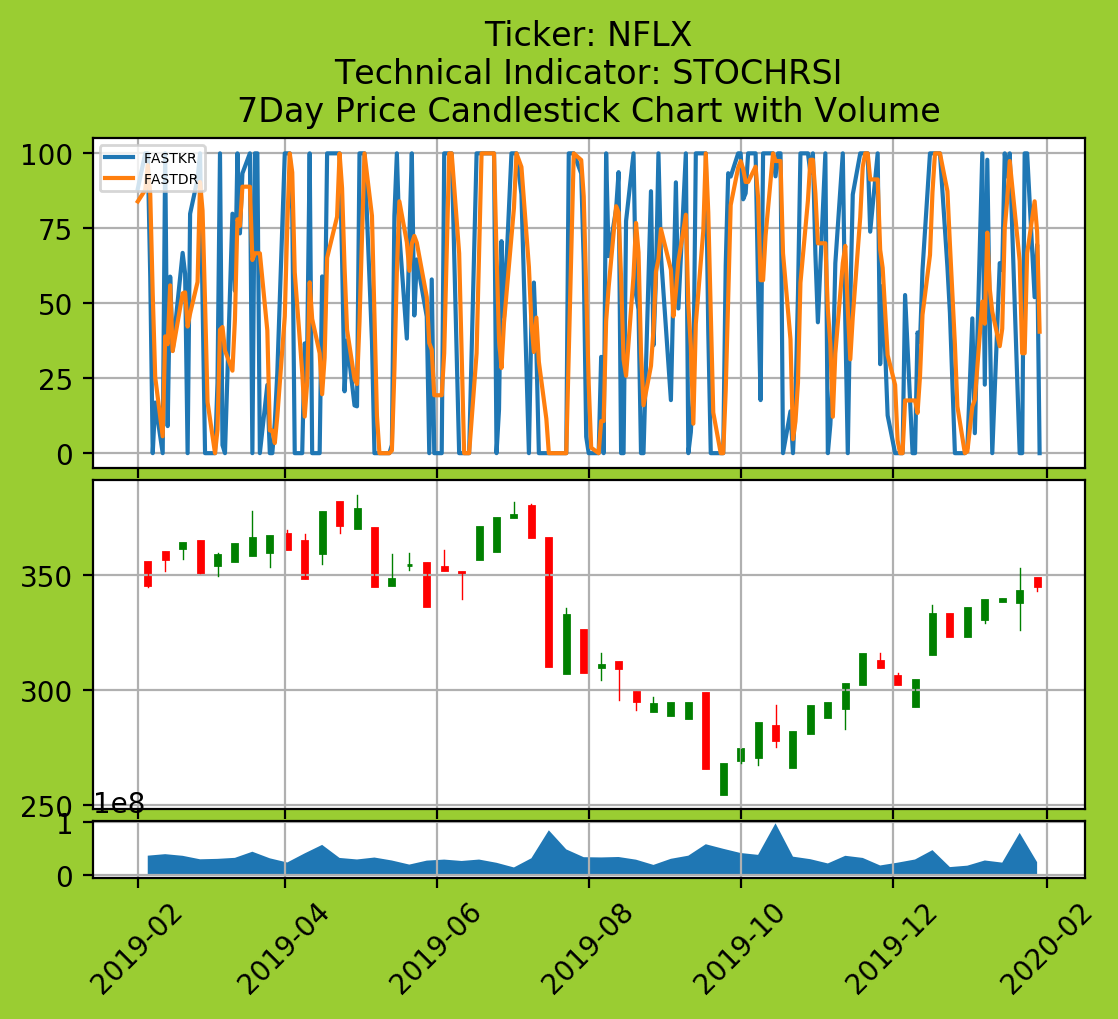 Ticker: NFLX
Technical Indicator: STOCHRSI
7Day Price Candlestick Chart with Volume
100
75
50
25
0
FASTKR
FASTDR
350
300
250
1e8
1
0
2019-02
2019-04
2019-06
2019-08
2019-10
2019-12
2020-02